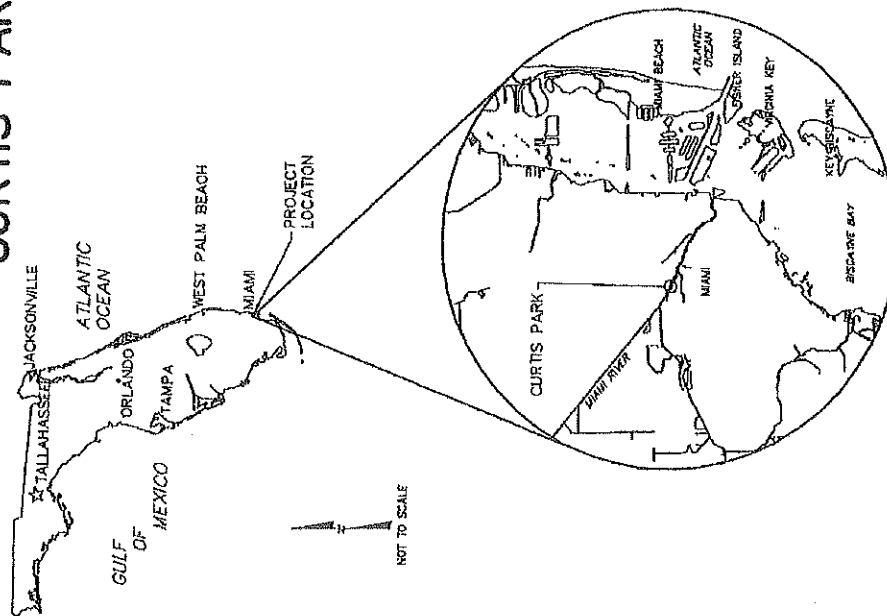 CURTIS PAR
JACKSONVILLE
TALLAHASSEE
ATLANTIC
OCEAN
ORLANDO
TAMPA
WEST PALM BEACH
GULF
OF
MEXICO
MIAMI
PROJECT
LOCATION
NOT TO SCALE
CURTIS PARK
MIAMI RIVER
MIAMI
MIAMI BEACH
ATLANTIC
OCEAN
FISHER ISLAND
VIRGINIA KEY
KEY BISCAYNE
BISCAYNE BAY